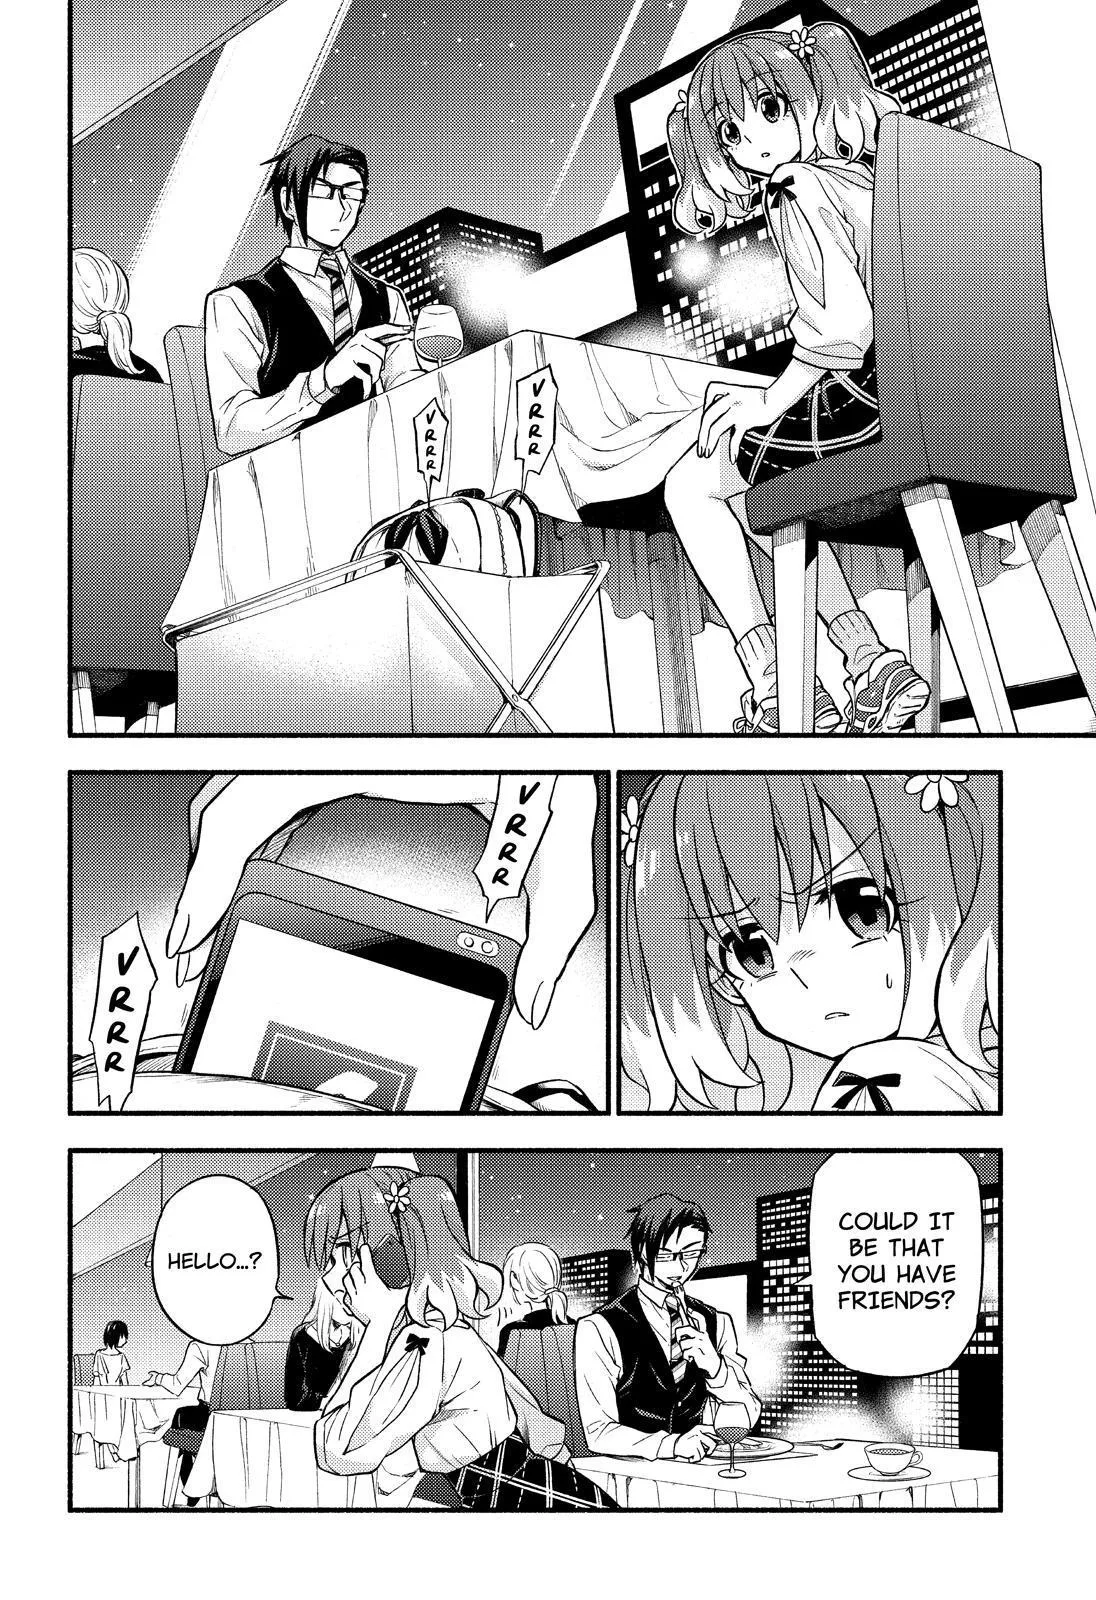 VRRR
VRRR
VRRR
VRRR
COULD IT
BE THAT
YOU HAVE
FRIENDS?
HELLO...?